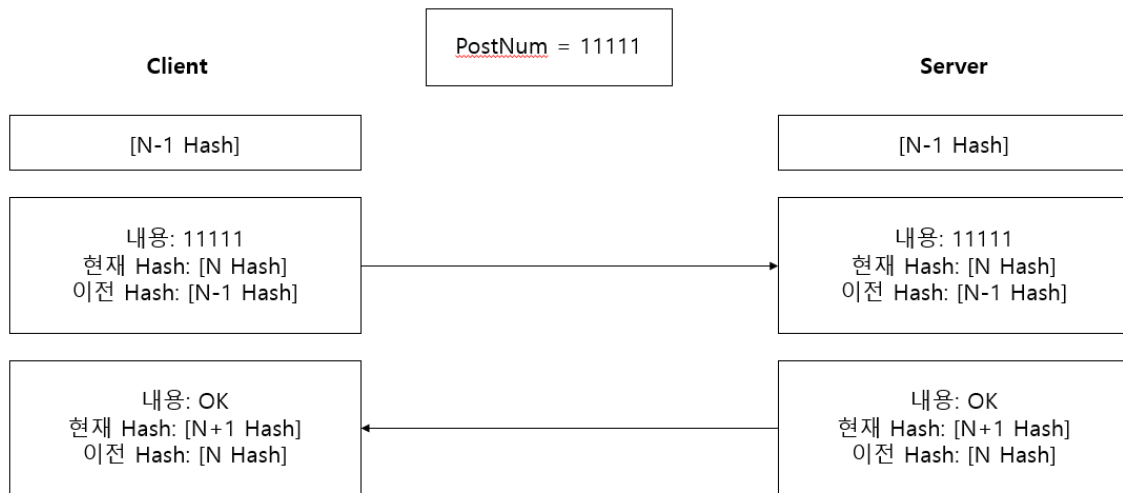 PostNum = 11111
Client
Server
[N-1 Hash]
[N-1 Hash]
내용: 11111
현재 Hash: [N Hash]
이전 Hash: [N-1 Hash]
내용: 11111
현재 Hash: [N Hash]
이전 Hash: [N-1 Hash]
내용: OK
현재 Hash: [N+1 Hash]
이전 Hash: [N Hash]
내용: OK
현재 Hash: [N+1 Hash]
이전 Hash: [N Hash]